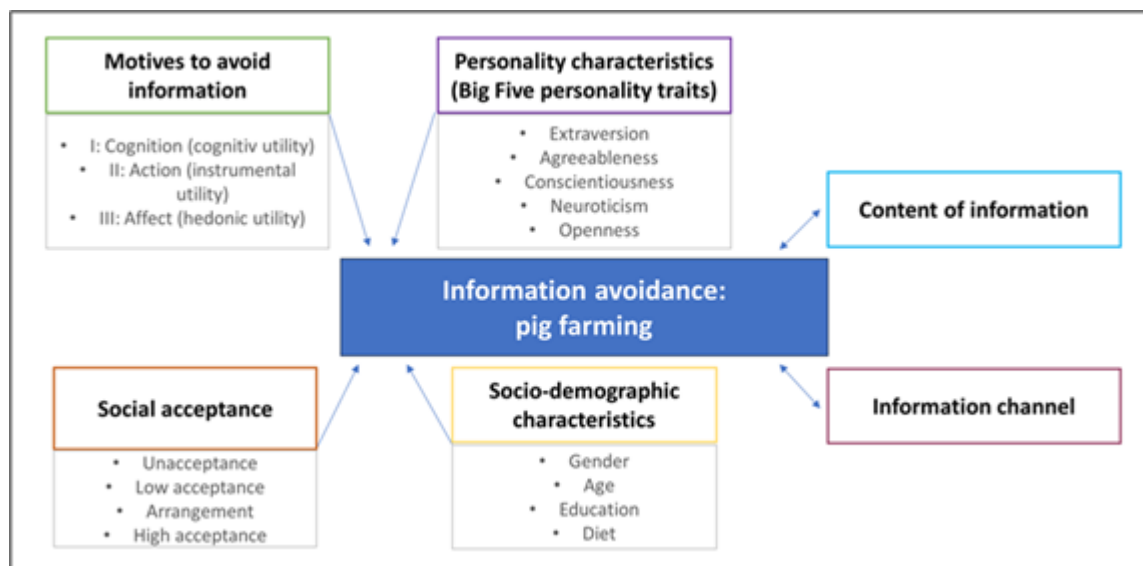 Motives to avoid
information
• I: Cognition (cognitiv utility)
• II: Action (instrumental
utility)
• III: Affect (hedonic utility)
Personality characteristics
(Big Five personality traits)
• Extraversion
• Agreeableness
• Conscientiousness
• Neuroticism
• Openness
Content of information
Information avoidance:
pig farming
Social acceptance
• Unacceptance
• Low acceptance
• Arrangement
• High acceptance
Socio-demographic
characteristics
• Gender
• Age
• Education
• Diet
Information channel